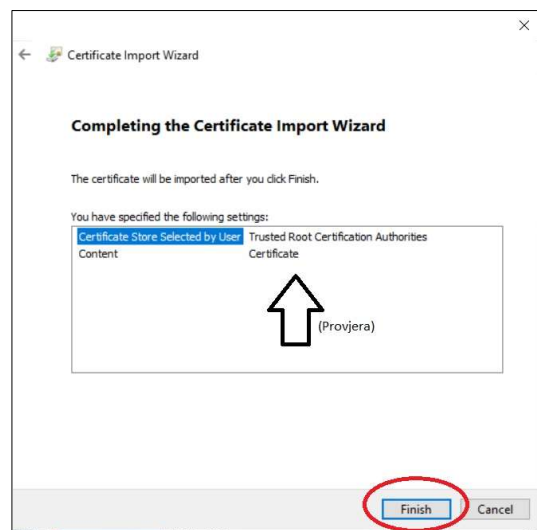 Certificate Import Wizard
Completing the Certificate Import Wizard
The certificate will be imported after you click Finish.
You have specified the following settings:
Certificate Store Selected by User Trusted Root Certification Authorities
Content Certificate
(Provjera)
Finish Cancel